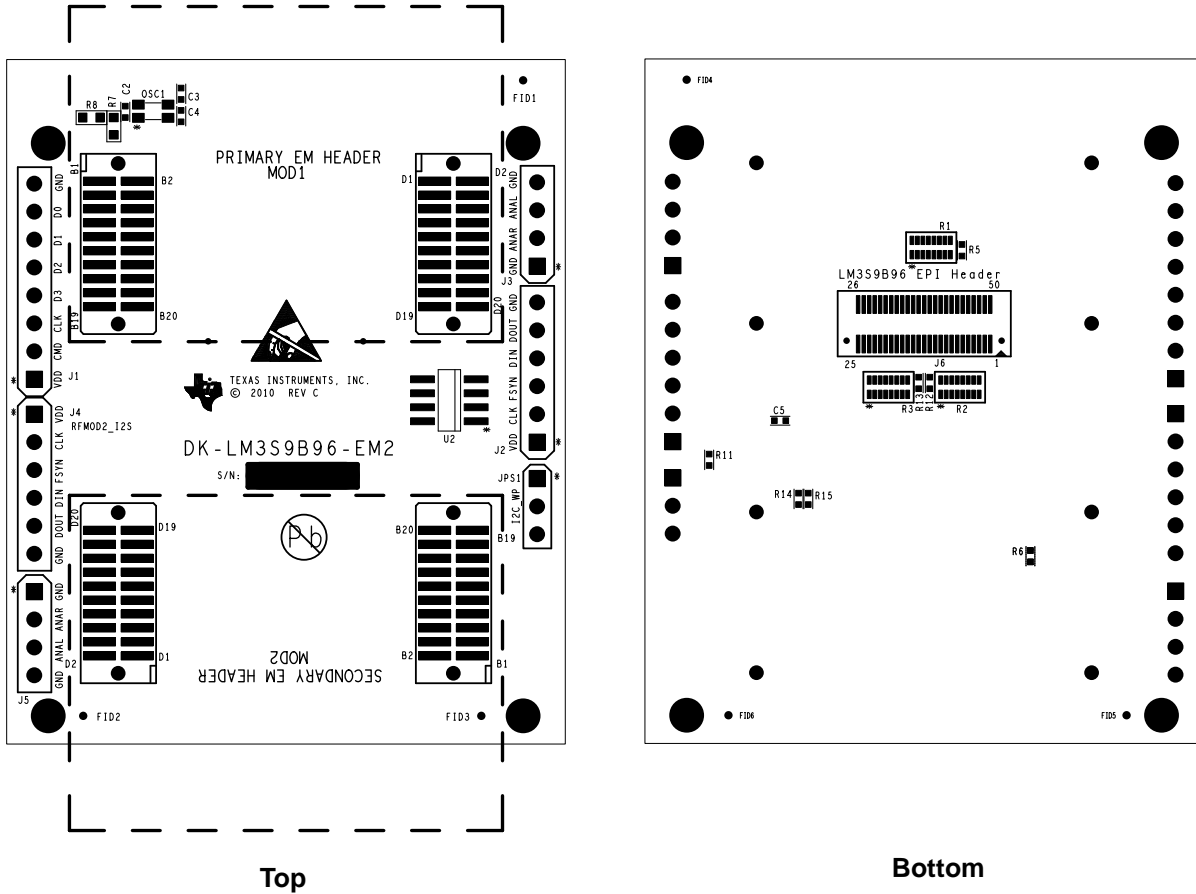 C2
OSC1
C3
C4
R8
R7
*
FID1
PRIMARY EM HEADER
MOD1
B1
B2
B19
B20
D1
D2
D19
D20
GND
D0
D1
D2
D3
CLK
CMD
VDD
*
J1
GND
ANAL
ANAR
GND
*
J3
GND
DOUT
DIN
FSYN
CLK
VDD
*
J2
TEXAS INSTRUMENTS, INC.
© 2010 REV C
U2
*
*
J4
RFMOD2_I2S
VDD
CLK
FSYN
DIN
DOUT
GND
DK-LM3S9B96-EM2
S/N:
JPS1
*
I2C_WP
Pb
D20
D19
D2
D1
B20
B19
B2
B1
*
GND
ANAR
ANAL
GND
J5
SECONDARY EM HEADER
MOD2
FID2
FID3
Top
FID4
R1
R5
*
LM3S9B96 EPI Header
26
50
25
J6
1
*
R3
R13
R12
*
R2
C5
R11
R14
R15
R6
FID6
FID5
Bottom